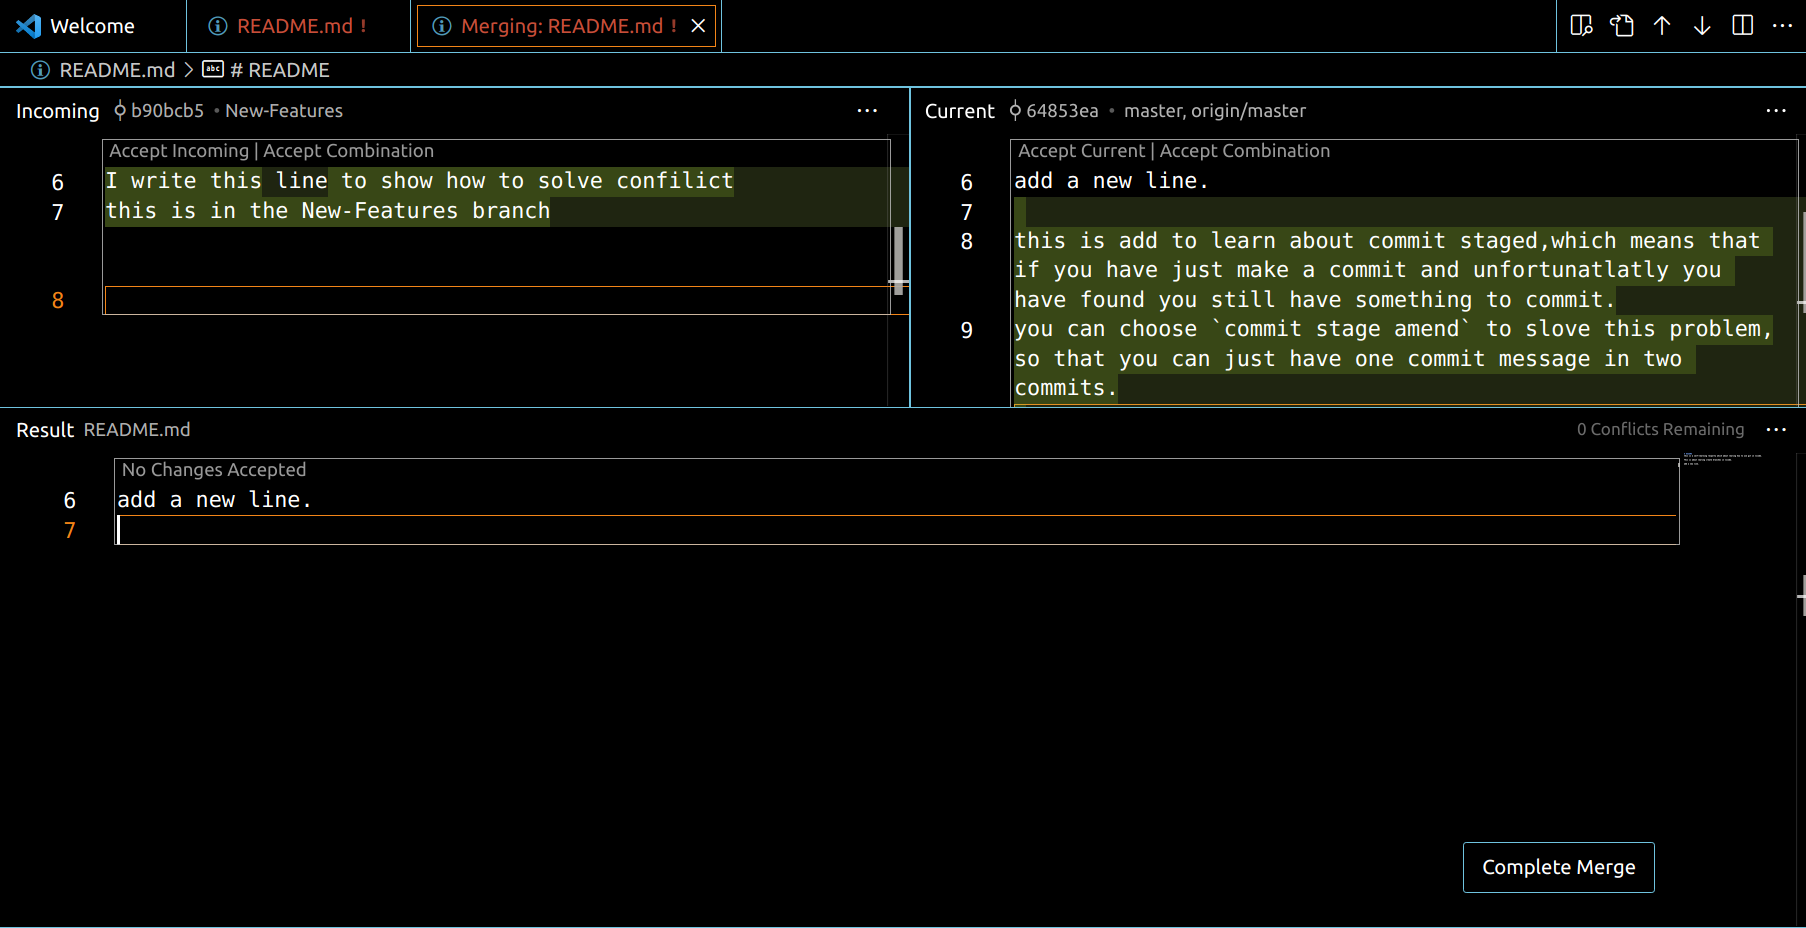 Welcome
README.md !
Merging: README.md !
README.md > # README
Incoming b90bcb5 • New-Features
Accept Incoming | Accept Combination
6 I write this line to show how to solve confilict
7 this is in the New-Features branch
8
Current 64853ea • master, origin/master
Accept Current | Accept Combination
6 add a new line.
7
8 this is add to learn about commit staged,which means that
if you have just make a commit and unfortunatlatly you
have found you still have something to commit.
9 you can choose `commit stage amend` to slove this problem,
so that you can just have one commit message in two
commits.
Result README.md
0 Conflicts Remaining
No Changes Accepted
6 add a new line.
7
Complete Merge